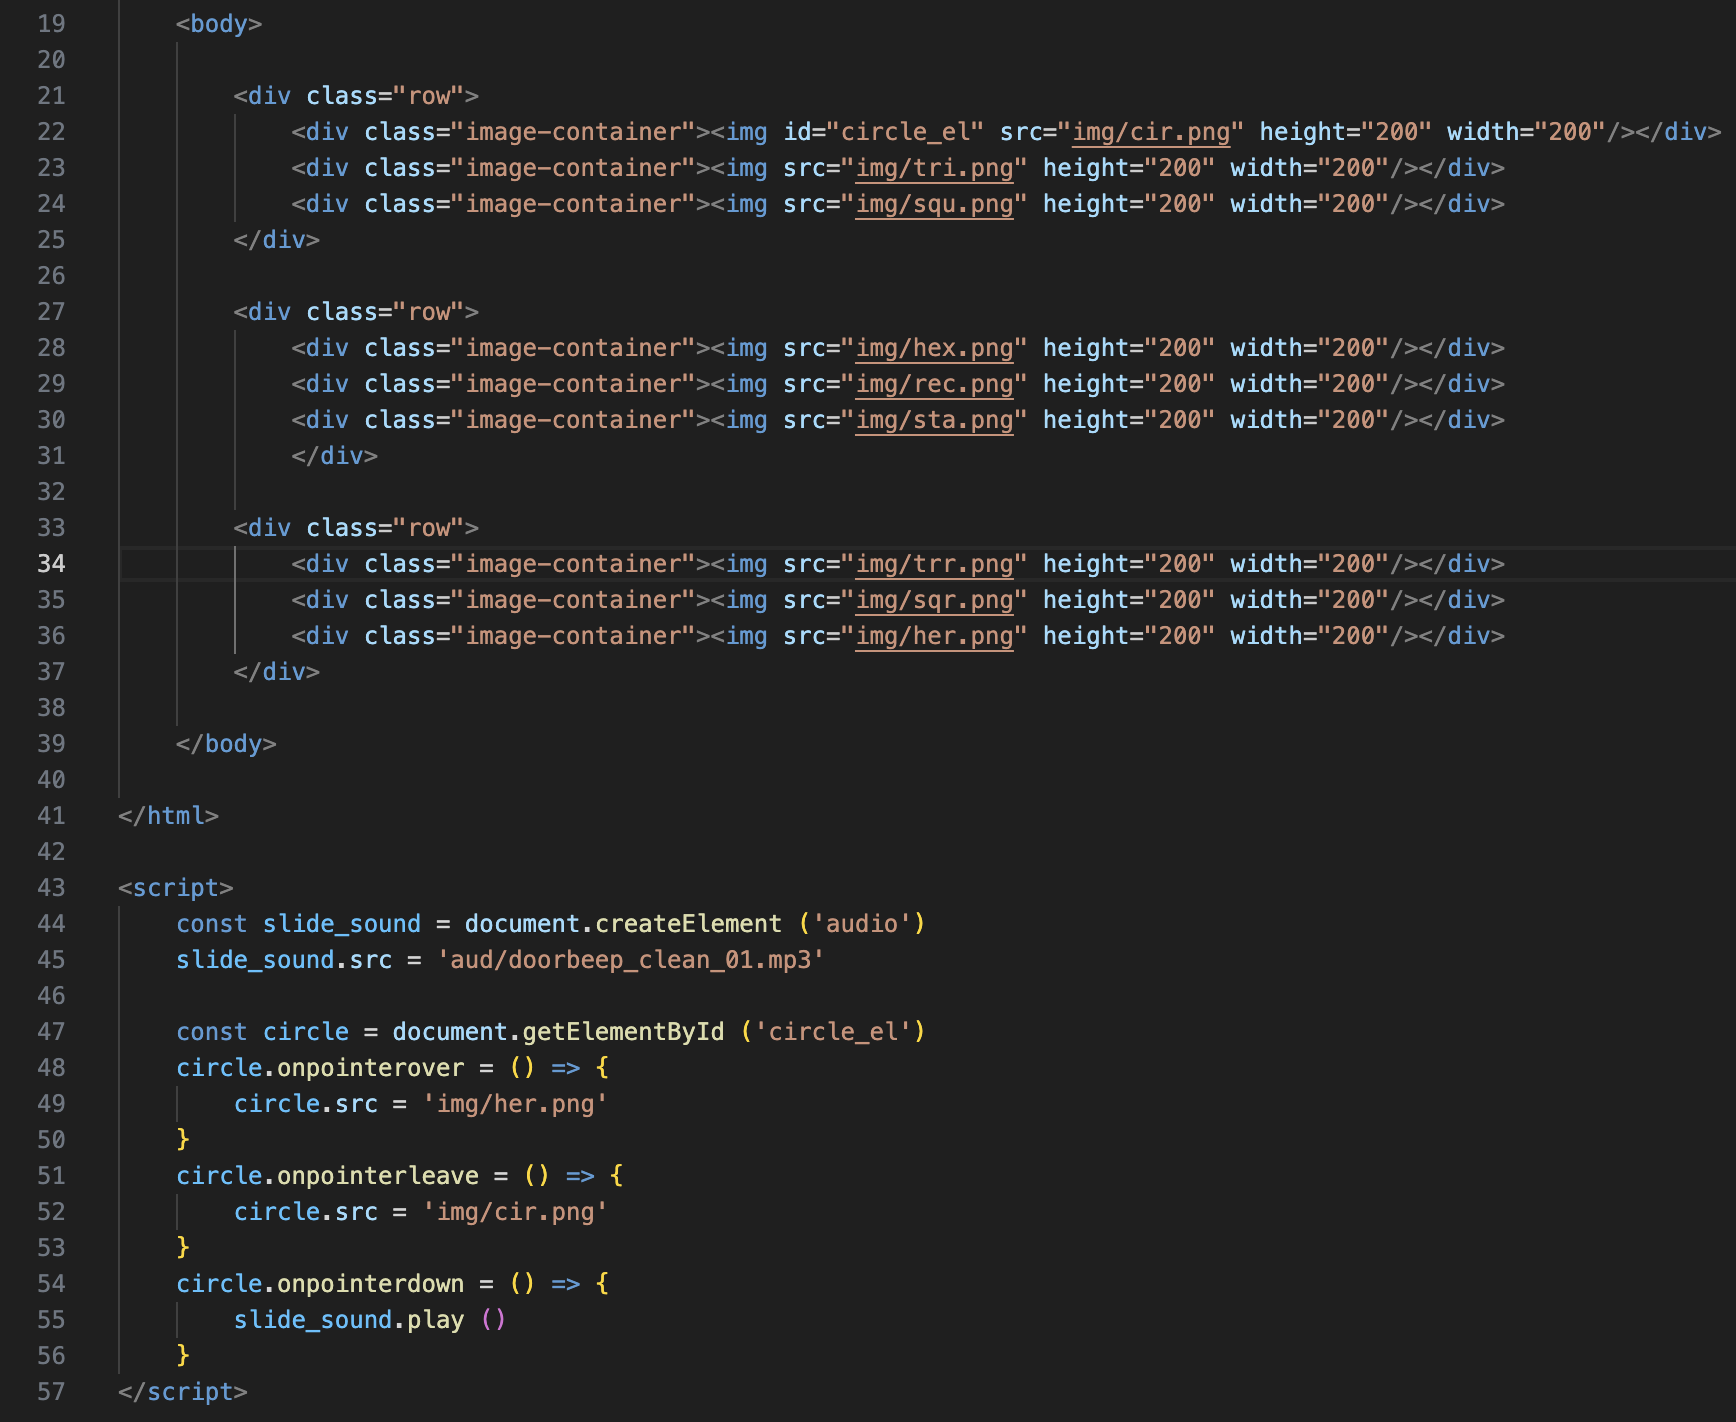 19 <body>
20
21 <div class="row">
22 <div class="image-container"><img id="circle_el" src="img/cir.png" height="200" width="200"/></div>
23 <div class="image-container"><img src="img/tri.png" height="200" width="200"/></div>
24 <div class="image-container"><img src="img/squ.png" height="200" width="200"/></div>
25 </div>
26
27 <div class="row">
28 <div class="image-container"><img src="img/hex.png" height="200" width="200"/></div>
29 <div class="image-container"><img src="img/rec.png" height="200" width="200"/></div>
30 <div class="image-container"><img src="img/sta.png" height="200" width="200"/></div>
31 </div>
32
33 <div class="row">
34 <div class="image-container"><img src="img/trr.png" height="200" width="200"/></div>
35 <div class="image-container"><img src="img/sqr.png" height="200" width="200"/></div>
36 <div class="image-container"><img src="img/her.png" height="200" width="200"/></div>
37 </div>
38
39 </body>
40
41 </html>
42
43 <script>
44 const slide_sound = document.createElement ('audio')
45 slide_sound.src = 'aud/doorbeep_clean_01.mp3'
46
47 const circle = document.getElementById ('circle_el')
48 circle.onpointerover = () => {
49 circle.src = 'img/her.png'
50 }
51 circle.onpointerleave = () => {
52 circle.src = 'img/cir.png'
53 }
54 circle.onpointerdown = () => {
55 slide_sound.play ()
56 }
57 </script>